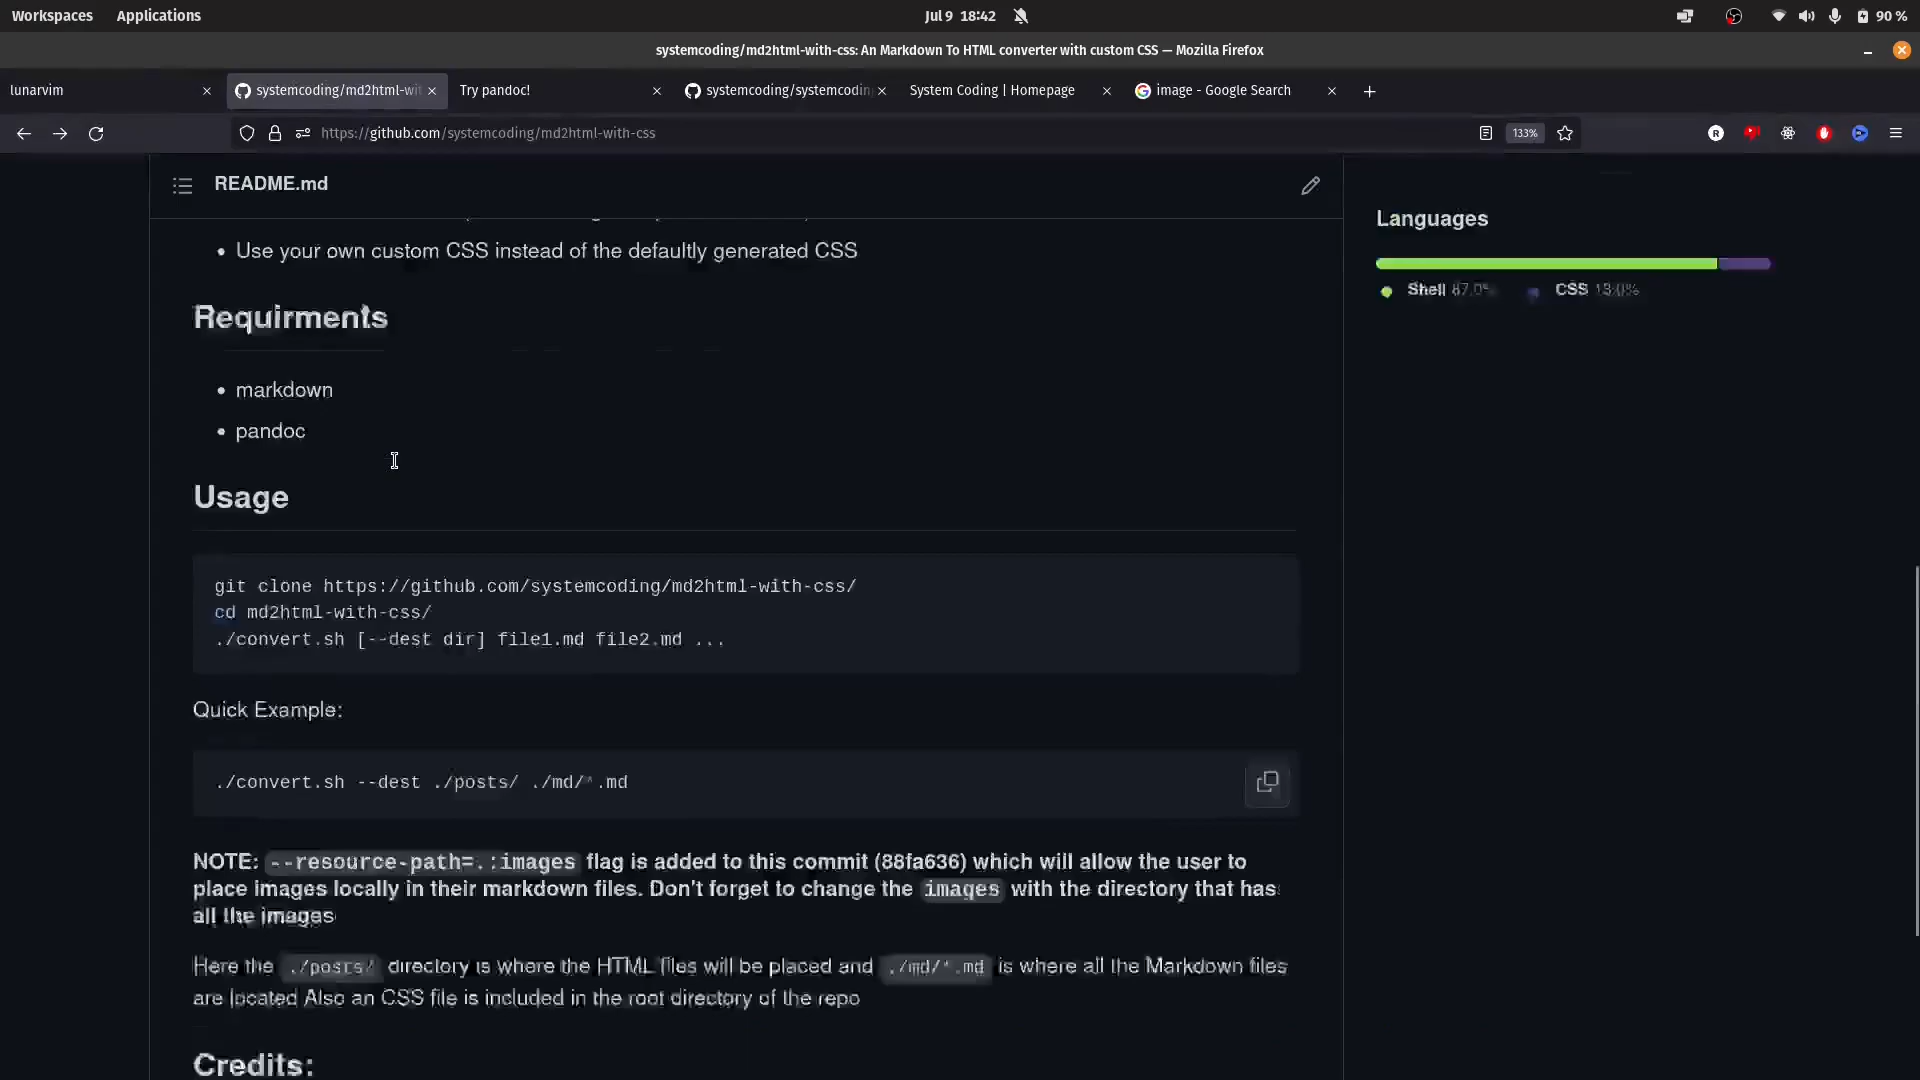 Workspaces Applications Jul 9 18:42 90 %
systemcoding/md2html-with-css: An Markdown To HTML converter with custom CSS — Mozilla Firefox
lunarvim systemcoding/md2html-wit Try pandoc! systemcoding/systemcodin System Coding | Homepage image - Google Search
https://github.com/systemcoding/md2html-with-css 133%
README.md
Languages
Shell 87.0% CSS 13.0%
• Use your own custom CSS instead of the defaultly generated CSS
Requirments
• markdown
• pandoc
Usage
git clone https://github.com/systemcoding/md2html-with-css/
cd md2html-with-css/
./convert.sh [--dest dir] file1.md file2.md ...
Quick Example:
./convert.sh --dest ./posts/ ./md/*.md
NOTE: --resource-path=.:images flag is added to this commit (88fa636) which will allow the user to
place images locally in their markdown files. Don't forget to change the images with the directory that has
all the images
Here the ./posts/ directory is where the HTML files will be placed and ./md/*.md is where all the Markdown files
are located Also an CSS file is included in the root directory of the repo
Credits: